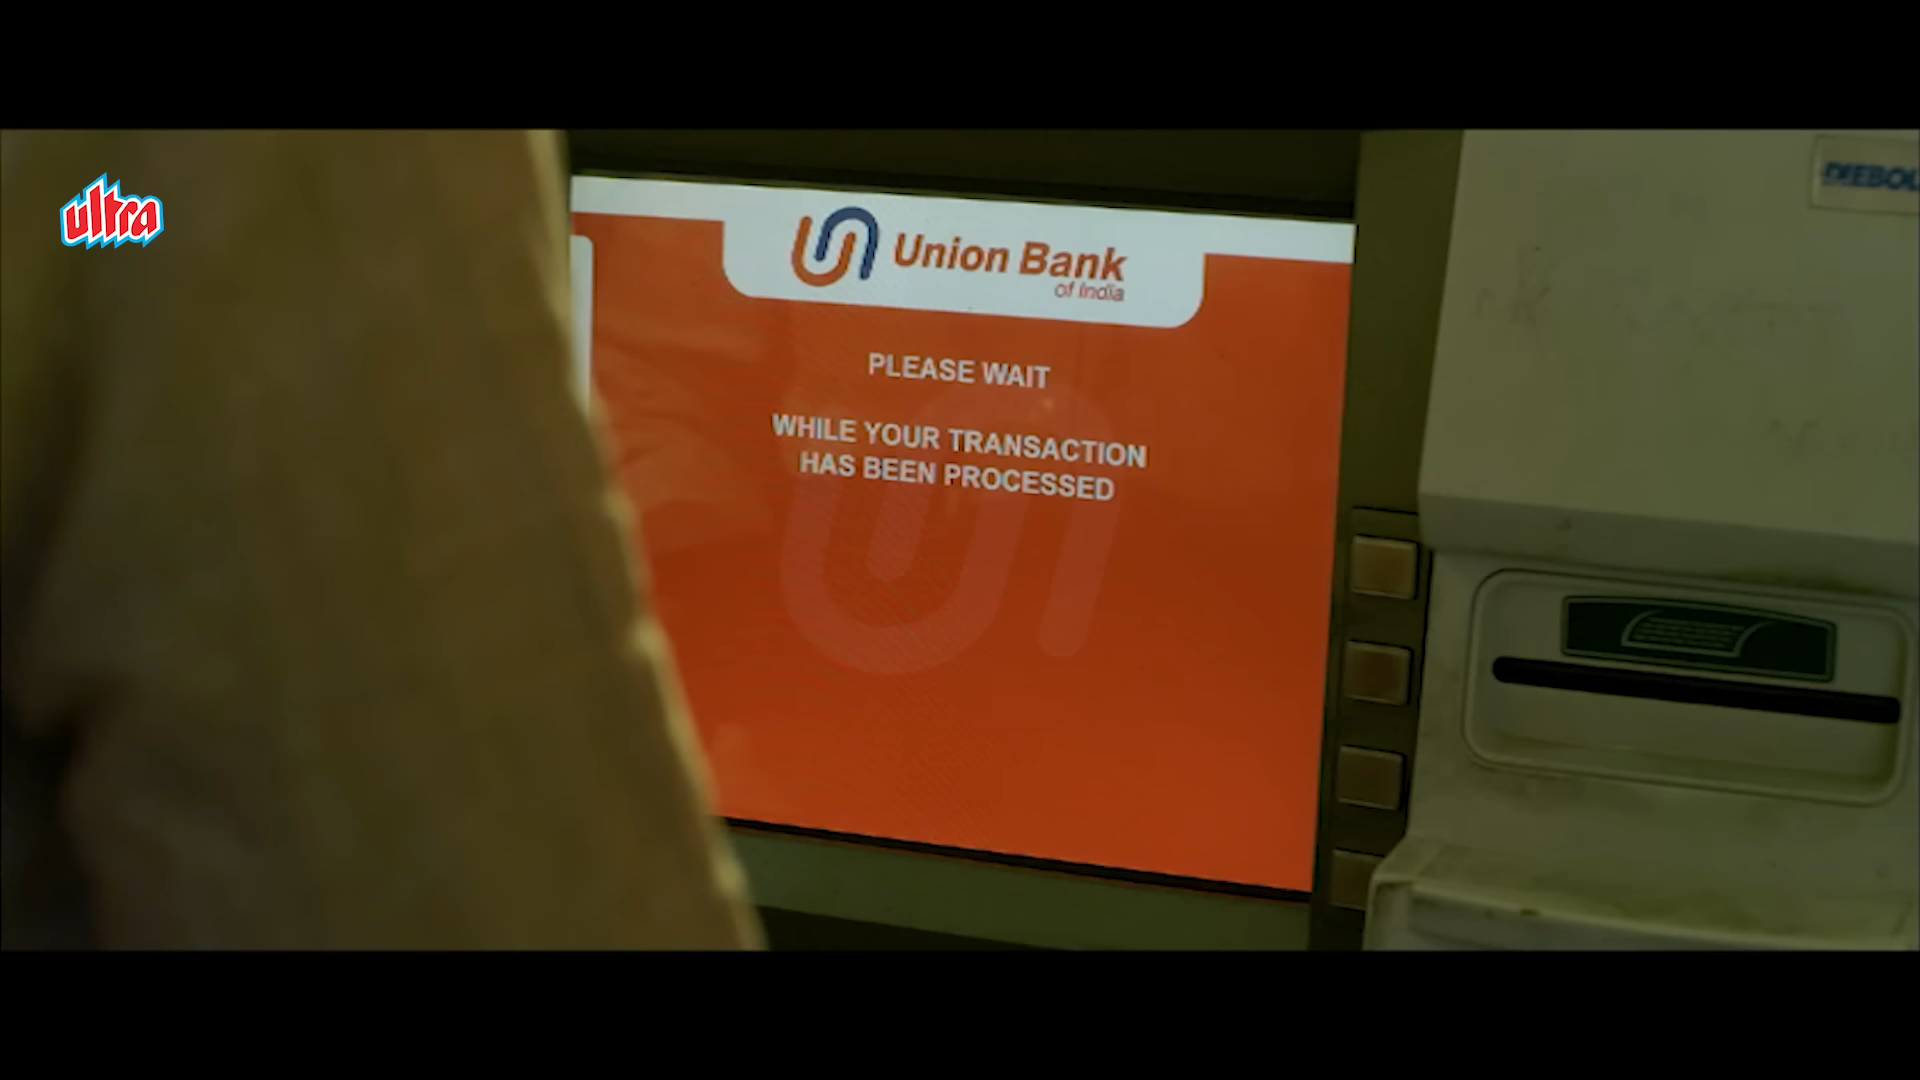 ultra
Union Bank
of India
PLEASE WAIT
WHILE YOUR TRANSACTION
HAS BEEN PROCESSED